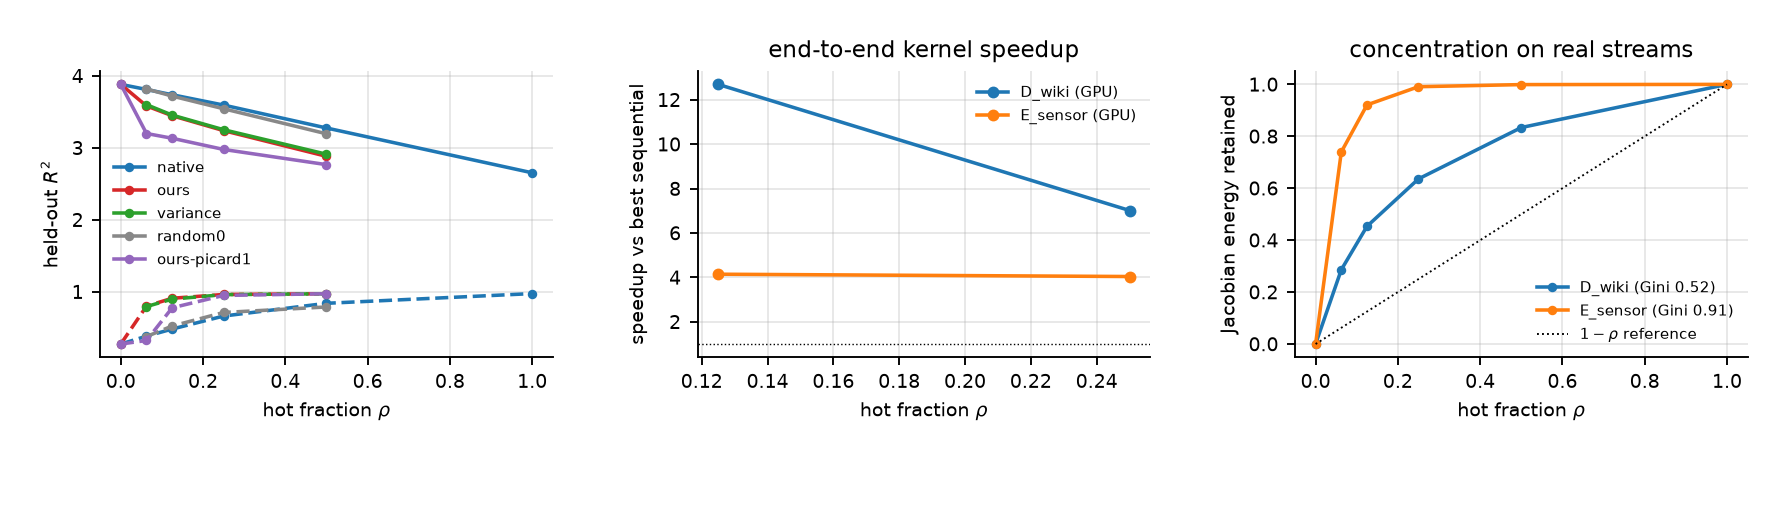 end-to-end kernel speedup
concentration on real streams
4
3
2
1
held-out R²
native
ours
variance
random0
ours-picard1
0.0 0.2 0.4 0.6 0.8 1.0
hot fraction ρ
12
10
8
6
4
2
speedup vs best sequential
D_wiki (GPU)
E_sensor (GPU)
0.12 0.14 0.16 0.18 0.20 0.22 0.24
hot fraction ρ
1.0
0.8
0.6
0.4
0.2
0.0
Jacobian energy retained
D_wiki (Gini 0.52)
E_sensor (Gini 0.91)
1 − ρ reference
0.0 0.2 0.4 0.6 0.8 1.0
hot fraction ρ